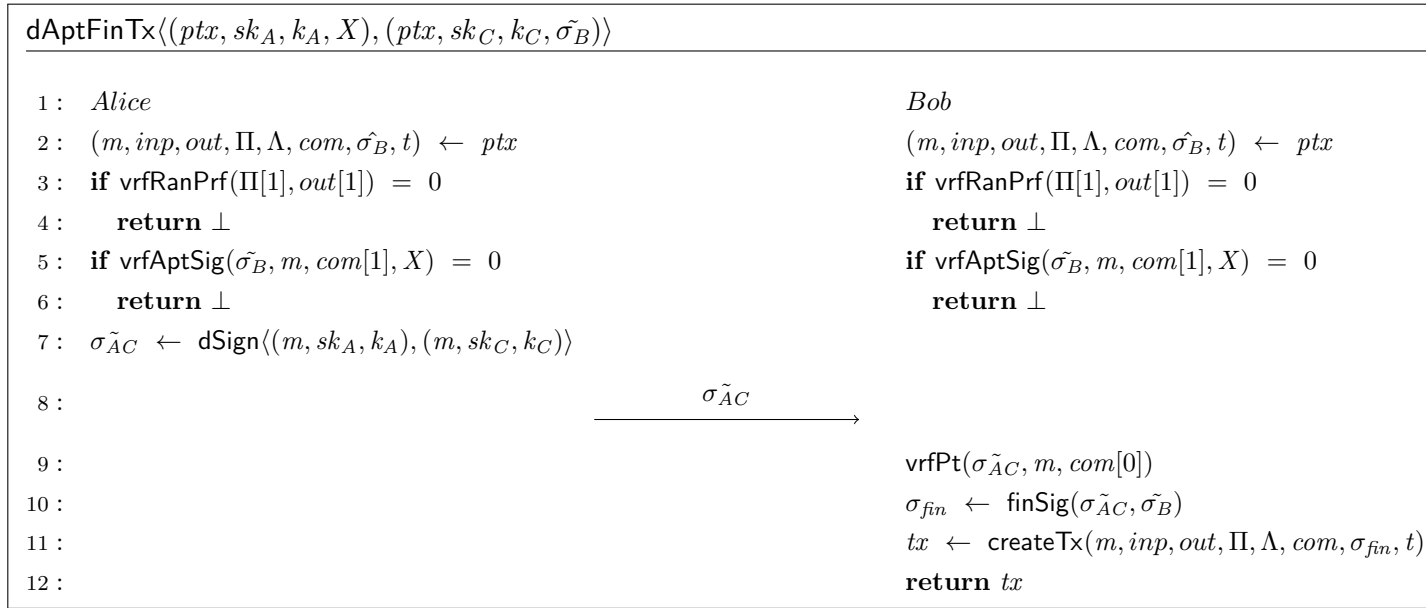 dAptFinTx⟨(ptx, sk_A, k_A, X), (ptx, sk_C, k_C, σ̃_B)⟩
1 : Alice Bob
2 : (m, inp, out, Π, Λ, com, σ̂_B, t) ← ptx (m, inp, out, Π, Λ, com, σ̂_B, t) ← ptx
3 : if vrfRanPrf(Π[1], out[1]) = 0 if vrfRanPrf(Π[1], out[1]) = 0
4 : return ⊥ return ⊥
5 : if vrfAptSig(σ̃_B, m, com[1], X) = 0 if vrfAptSig(σ̃_B, m, com[1], X) = 0
6 : return ⊥ return ⊥
7 : σ̃_AC ← dSign⟨(m, sk_A, k_A), (m, sk_C, k_C)⟩
8 : σ̃_AC
9 : vrfPt(σ̃_AC, m, com[0])
10 : σ_fin ← finSig(σ̃_AC, σ̃_B)
11 : tx ← createTx(m, inp, out, Π, Λ, com, σ_fin, t)
12 : return tx